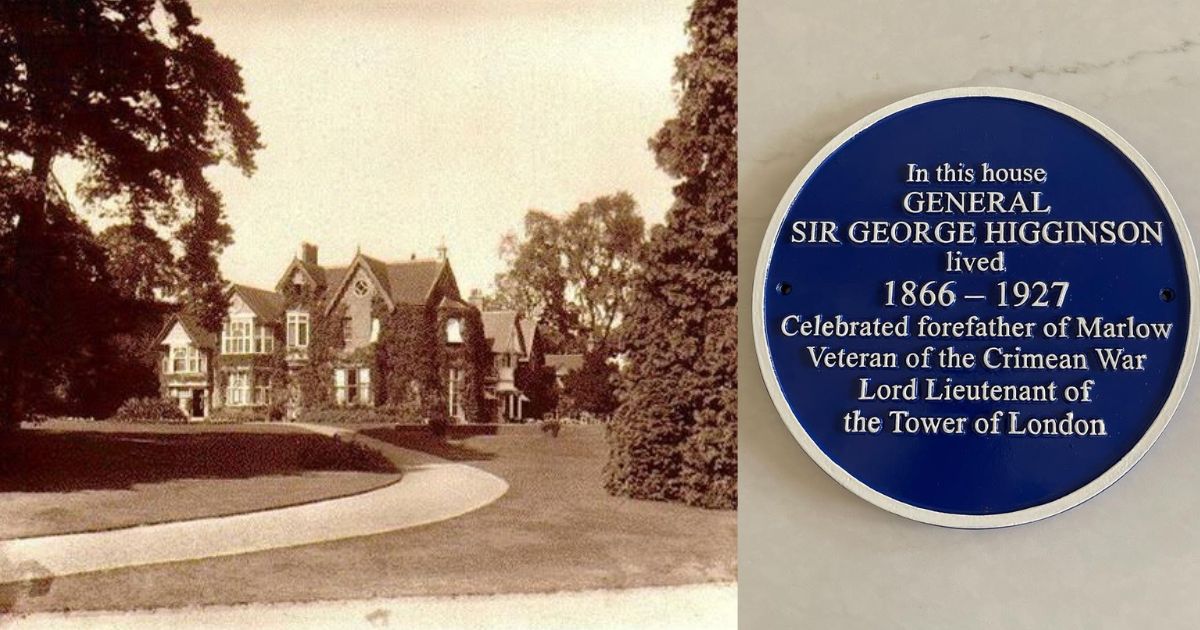 In this house
GENERAL
SIR GEORGE HIGGINSON
lived
1866 – 1927
Celebrated forefather of Marlow
Veteran of the Crimean War
Lord Lieutenant of
the Tower of London